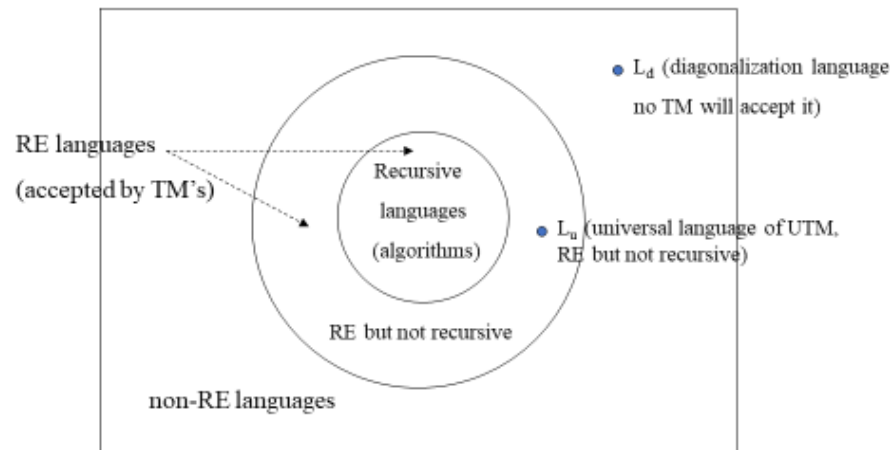 L_d (diagonalization language
no TM will accept it)
RE languages
(accepted by TM's)
Recursive
languages
(algorithms)
L_u (universal language of UTM,
RE but not recursive)
RE but not recursive
non-RE languages